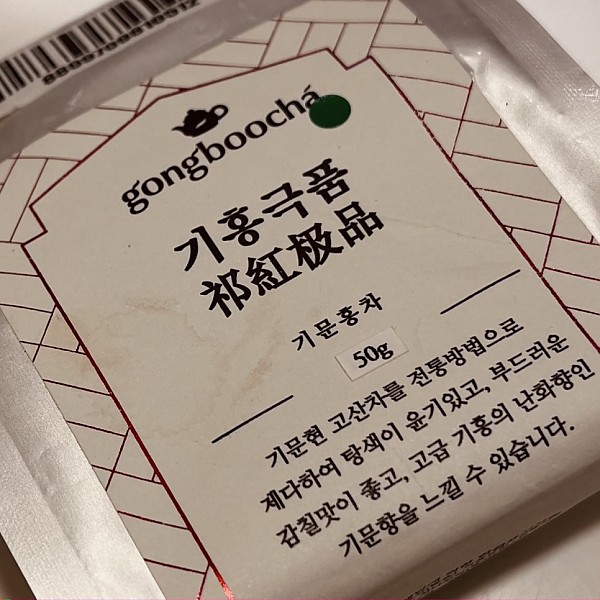 gongboochá
기홍극품
祁紅极品
기문홍차
50g
기문현 고산차를 전통방법으로
제다하여 탕색이 윤기있고, 부드러운
감칠맛이 좋고, 고급 기홍의 난화향인
기문향을 느낄 수 있습니다.